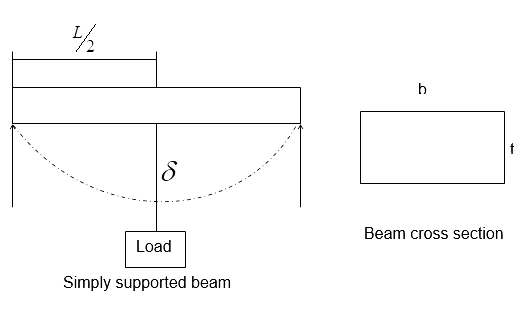 L/2
b
t
δ
Load
Beam cross section
Simply supported beam